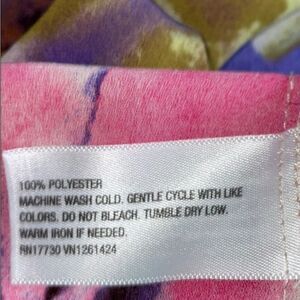 100% POLYESTER
MACHINE WASH COLD. GENTLE CYCLE WITH LIKE
COLORS. DO NOT BLEACH. TUMBLE DRY LOW.
WARM IRON IF NEEDED.
RN17730 VN1261424